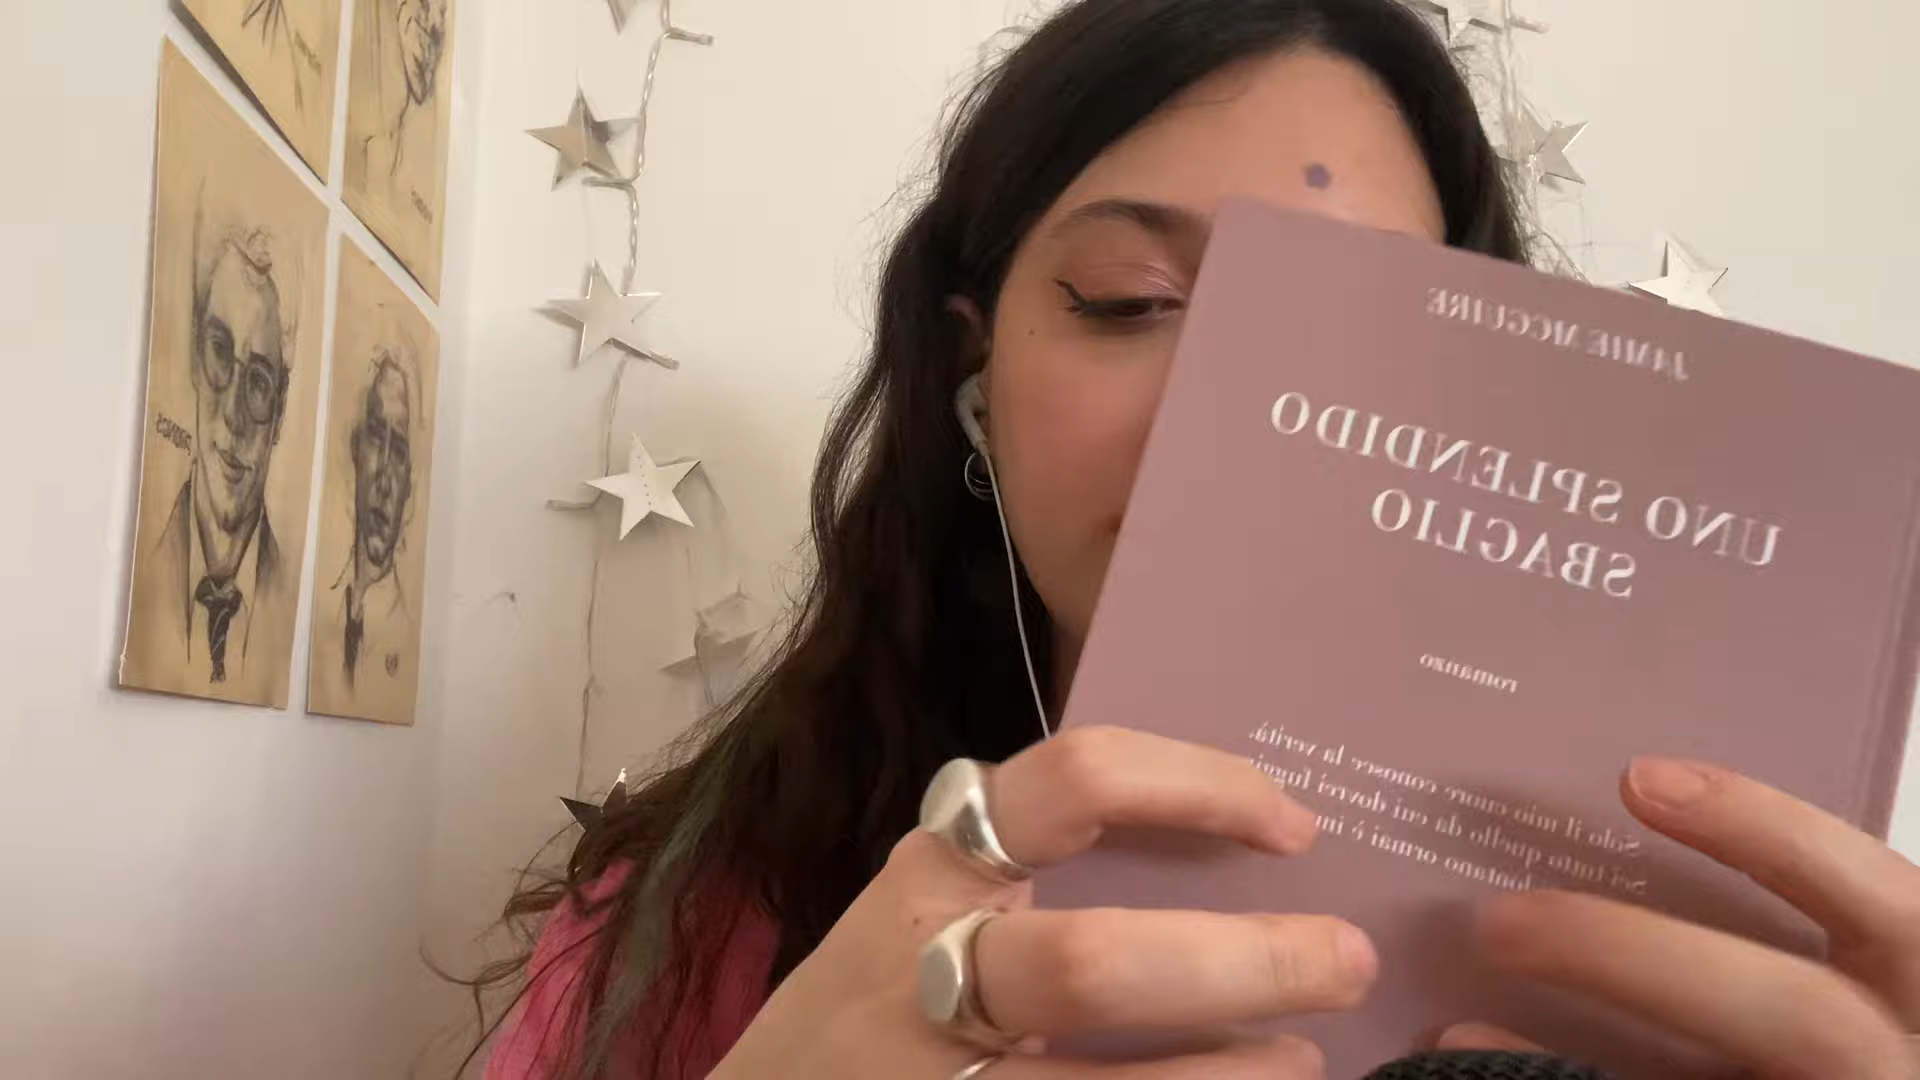 JAMIE MCGUIRE
UNO SPLENDIDO
SBAGLIO
romanzo
Solo il mio cuore conosce la verità.
Sei tutto quello da cui dovrei
lontano ormai è